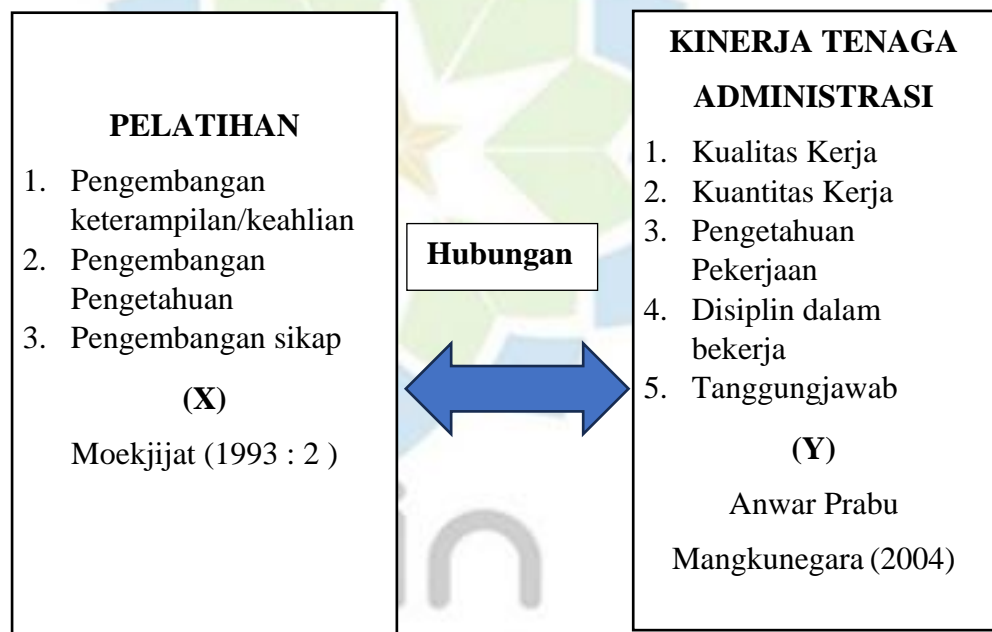 PELATIHAN
1. Pengembangan
keterampilan/keahlian
2. Pengembangan
Pengetahuan
3. Pengembangan sikap
(X)
Moekjijat (1993 : 2 )
Hubungan
KINERJA TENAGA
ADMINISTRASI
1. Kualitas Kerja
2. Kuantitas Kerja
3. Pengetahuan
Pekerjaan
4. Disiplin dalam
bekerja
5. Tanggungjawab
(Y)
Anwar Prabu
Mangkunegara (2004)
in